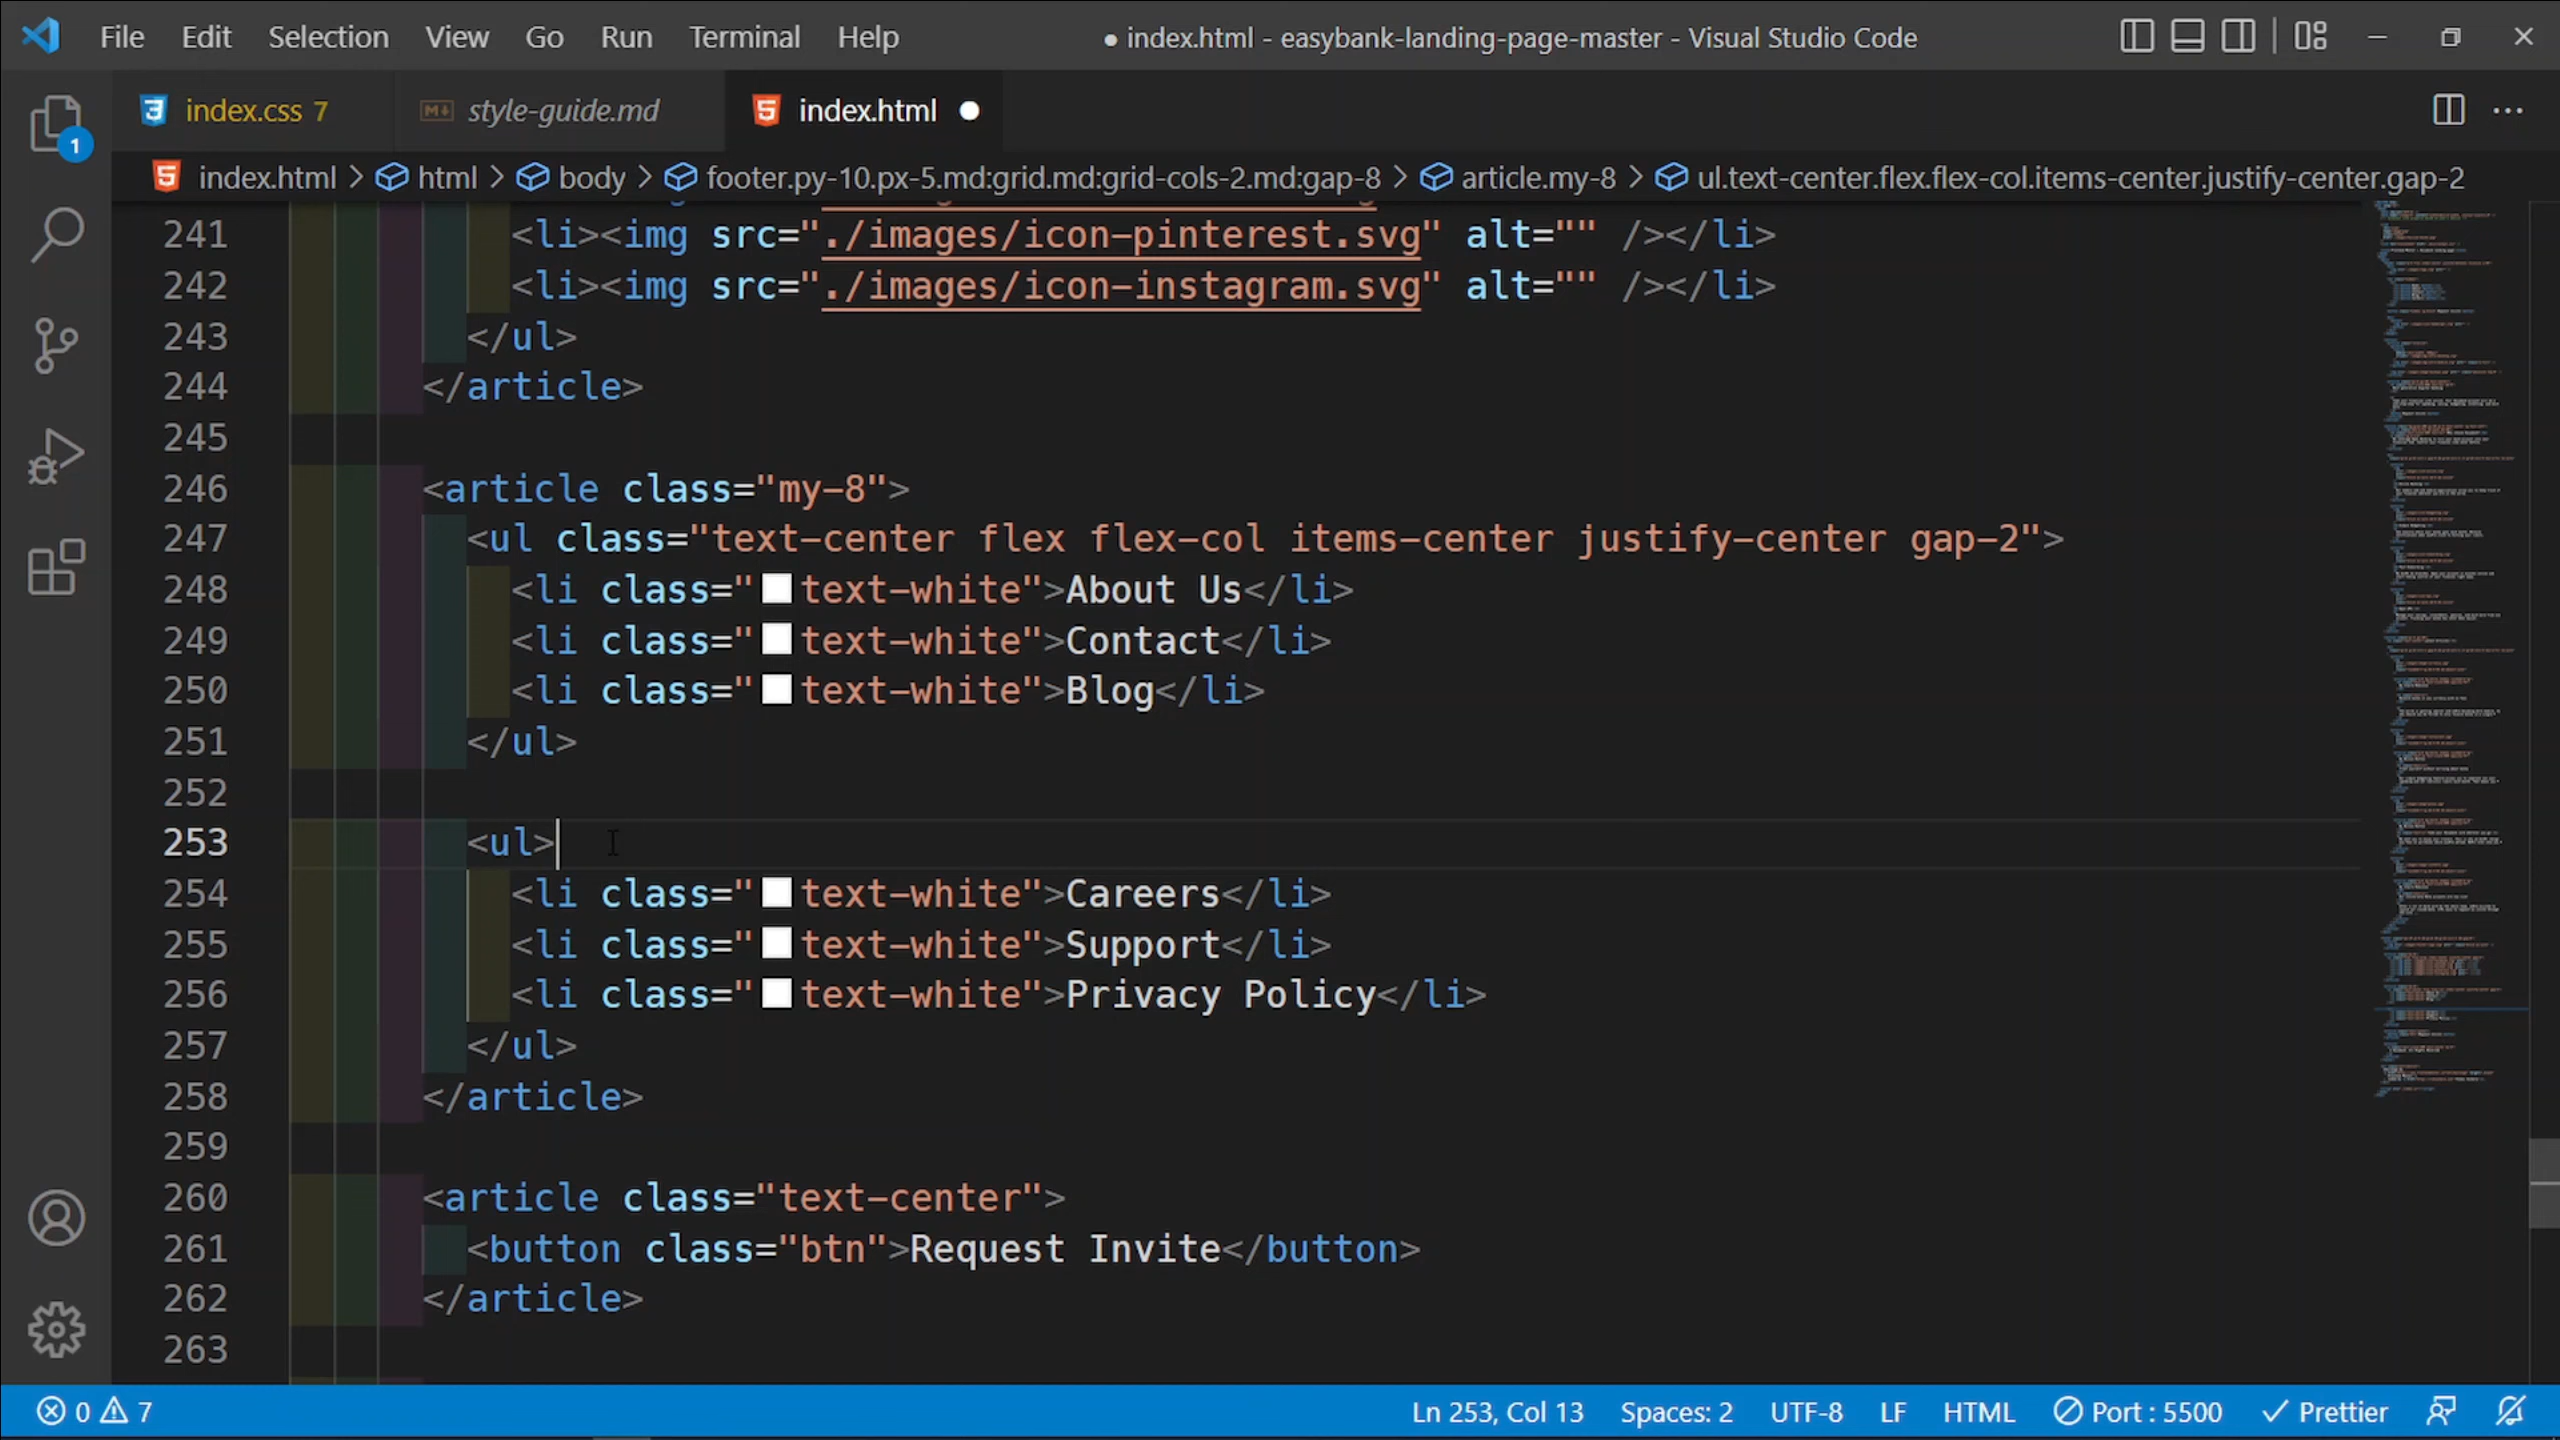 File Edit Selection View Go Run Terminal Help ● index.html - easybank-landing-page-master - Visual Studio Code
index.css 7 style-guide.md index.html ●
index.html > html > body > footer.py-10.px-5.md:grid.md:grid-cols-2.md:gap-8 > article.my-8 > ul.text-center.flex.flex-col.items-center.justify-center.gap-2
1
241 <li><img src="./images/icon-pinterest.svg" alt="" /></li>
242 <li><img src="./images/icon-instagram.svg" alt="" /></li>
243 </ul>
244 </article>
245
246 <article class="my-8">
247 <ul class="text-center flex flex-col items-center justify-center gap-2">
248 <li class="text-white">About Us</li>
249 <li class="text-white">Contact</li>
250 <li class="text-white">Blog</li>
251 </ul>
252
253 <ul>
254 <li class="text-white">Careers</li>
255 <li class="text-white">Support</li>
256 <li class="text-white">Privacy Policy</li>
257 </ul>
258 </article>
259
260 <article class="text-center">
261 <button class="btn">Request Invite</button>
262 </article>
263
0 7 Ln 253, Col 13 Spaces: 2 UTF-8 LF HTML Port : 5500 Prettier